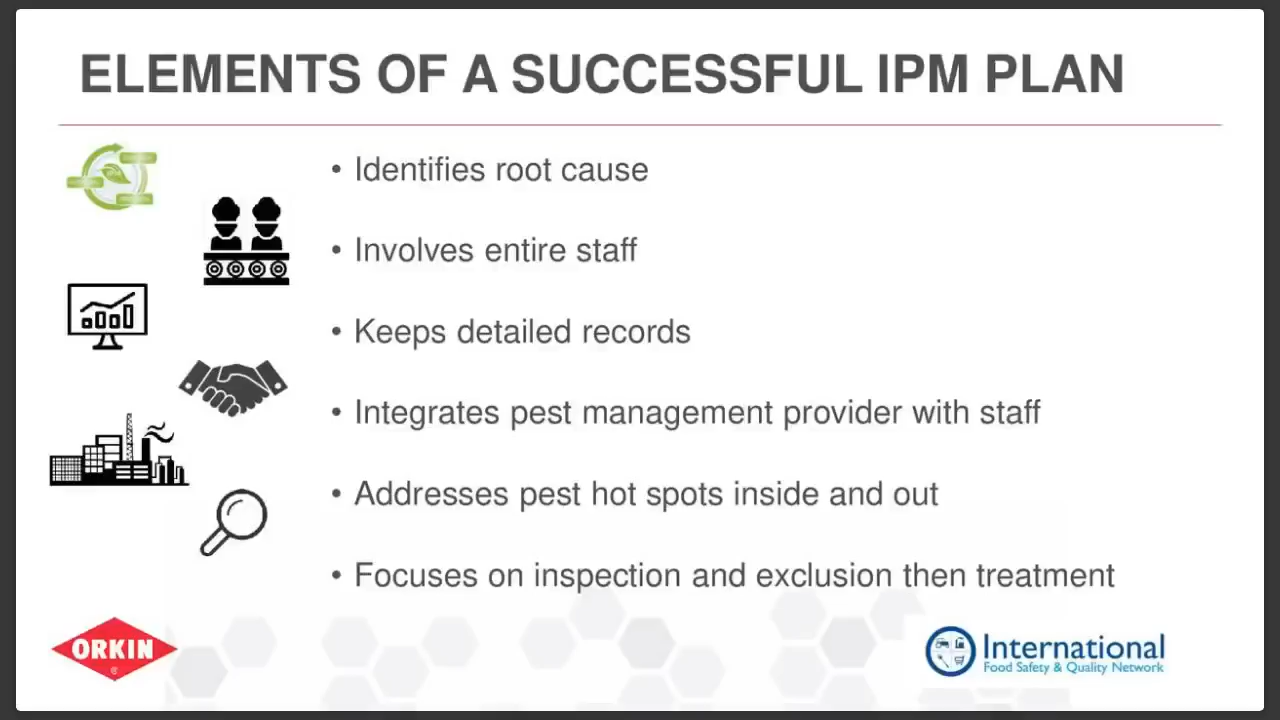 ELEMENTS OF A SUCCESSFUL IPM PLAN
• Identifies root cause
• Involves entire staff
• Keeps detailed records
• Integrates pest management provider with staff
• Addresses pest hot spots inside and out
• Focuses on inspection and exclusion then treatment
ORKIN
®
International
Food Safety & Quality Network